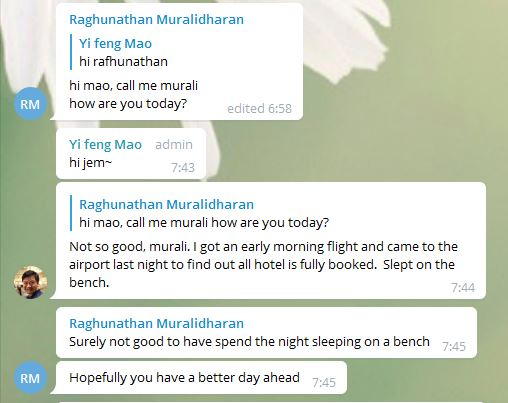 Raghunathan Muralidharan
Yi feng Mao
hi rafhunathan
hi mao, call me murali
how are you today?
edited 6:58
RM
Yi feng Mao admin
hi jem~
7:43
Raghunathan Muralidharan
hi mao, call me murali how are you today?
Not so good, murali. I got an early morning flight and came to the
airport last night to find out all hotel is fully booked. Slept on the
bench.
7:44
Raghunathan Muralidharan
Surely not good to have spend the night sleeping on a bench 7:45
RM
Hopefully you have a better day ahead 7:45